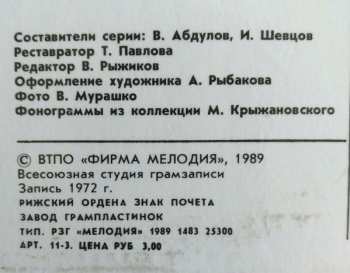 Составители серии: В. Абдулов, И. Шевцов
Реставратор Т. Павлова
Редактор В. Рыжиков
Оформление художника А. Рыбакова
Фото В. Мурашко
Фонограммы из коллекции М. Крыжановского
© ВТПО «ФИРМА МЕЛОДИЯ», 1989
Всесоюзная студия грамзаписи
Запись 1972 г.
РИЖСКИЙ ОРДЕНА ЗНАК ПОЧЕТА
ЗАВОД ГРАМПЛАСТИНОК
ТИП. РЗГ «МЕЛОДИЯ» 1989 1483 25300
АРТ. 11-3. ЦЕНА РУБ 3,00